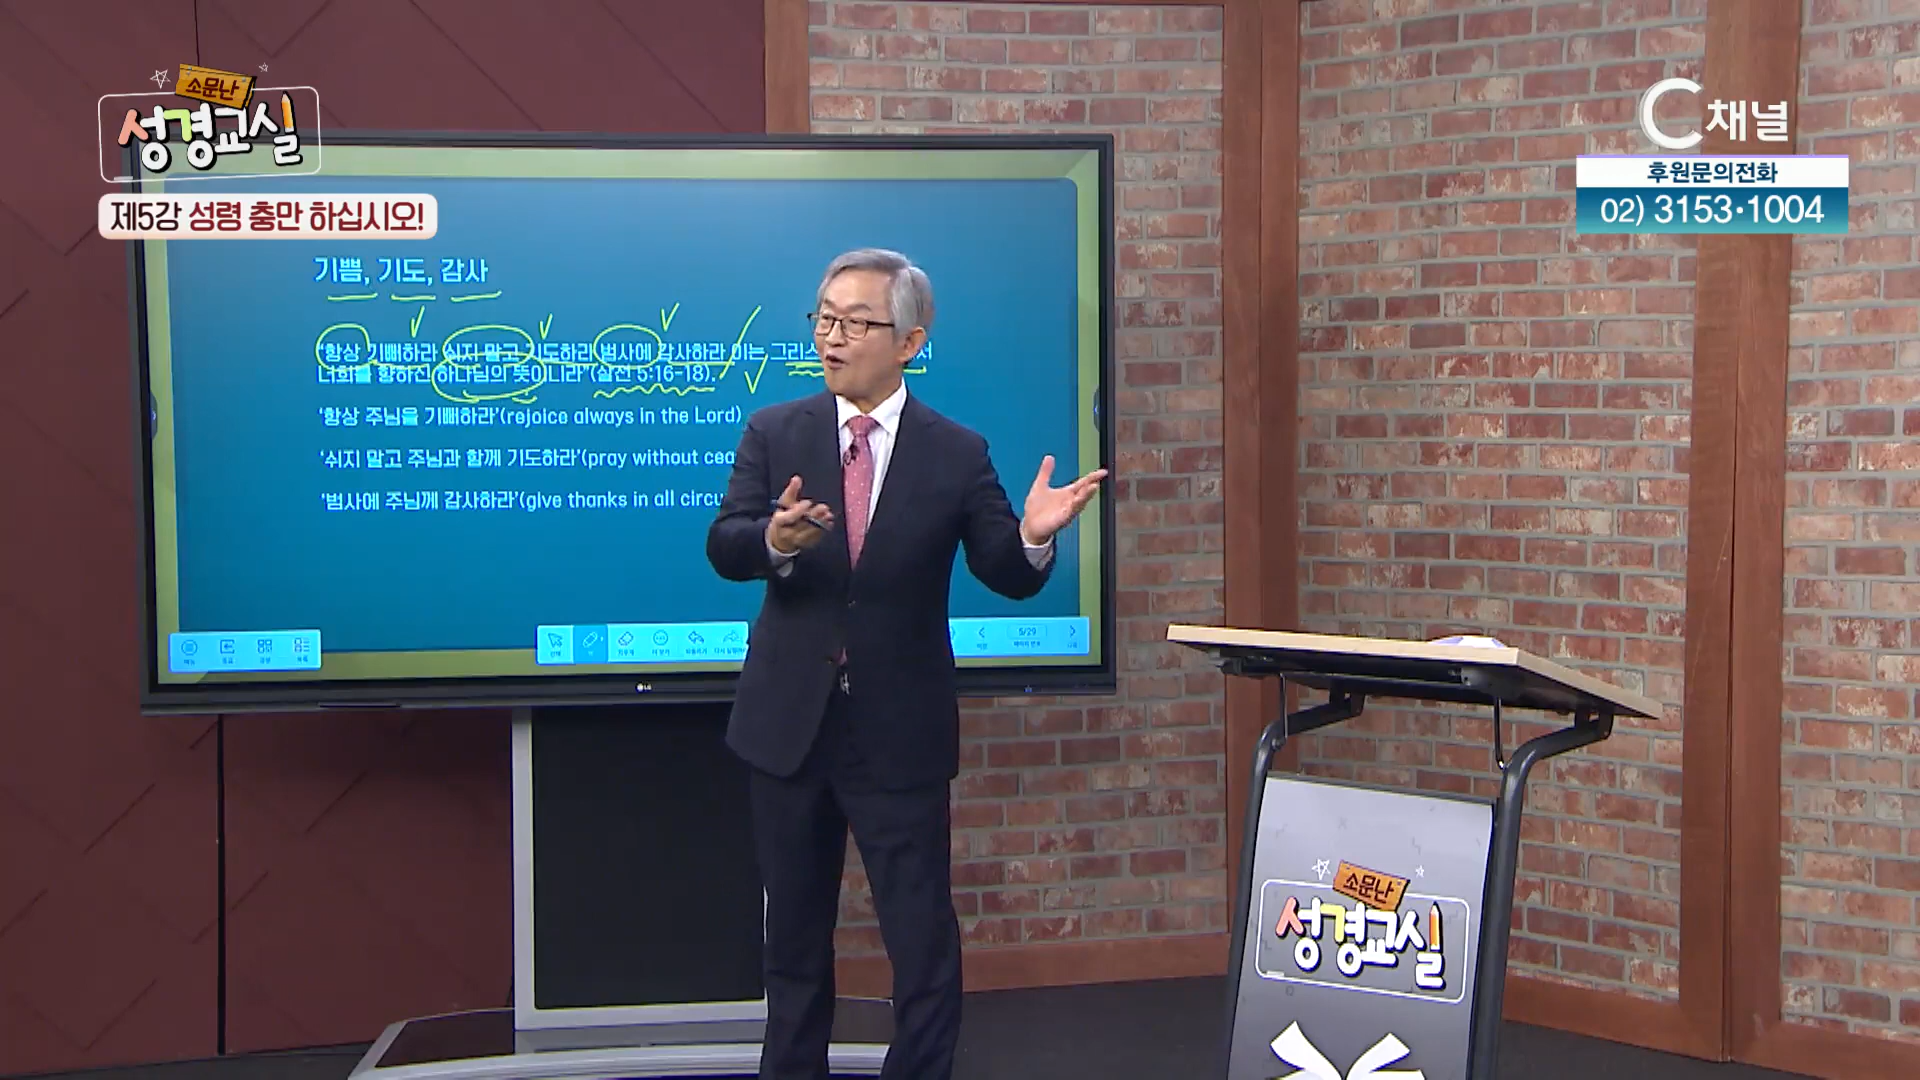 소문난
성경교실
제5강 성령 충만 하십시오!
C채널
후원문의전화
02) 3153·1004
기쁨, 기도, 감사
'항상 기뻐하라 쉬지 말고 기도하라 범사에 감사하라 이는 그리스 서
너희를 향하신 하나님의 뜻이니라"(살전 5:16-18).
'항상 주님을 기뻐하라'(rejoice always in the Lord)
'쉬지 말고 주님과 함께 기도하라'(pray without cea
'범사에 주님께 감사하라'(give thanks in all circu
5/29
LG
소문난
성경교실